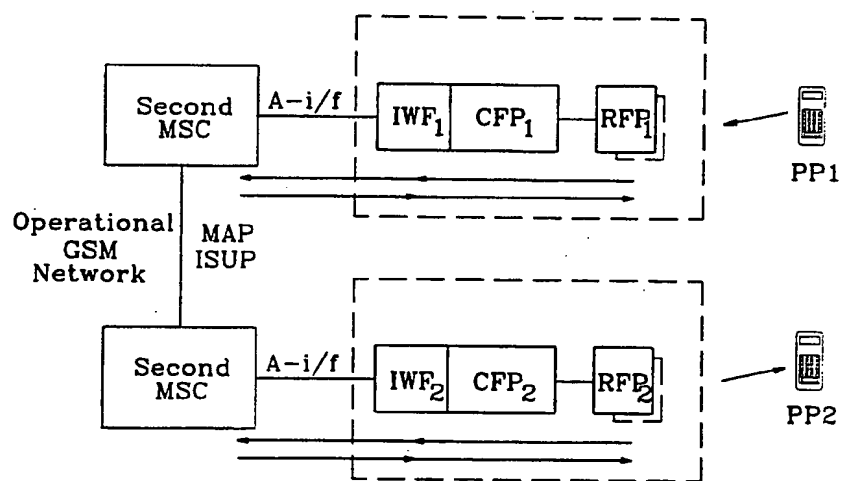 Second
MSC
A-i/f
IWF1
CFP1
RFP1
PP1
Operational
GSM
Network
MAP
ISUP
Second
MSC
A-i/f
IWF2
CFP2
RFP2
PP2